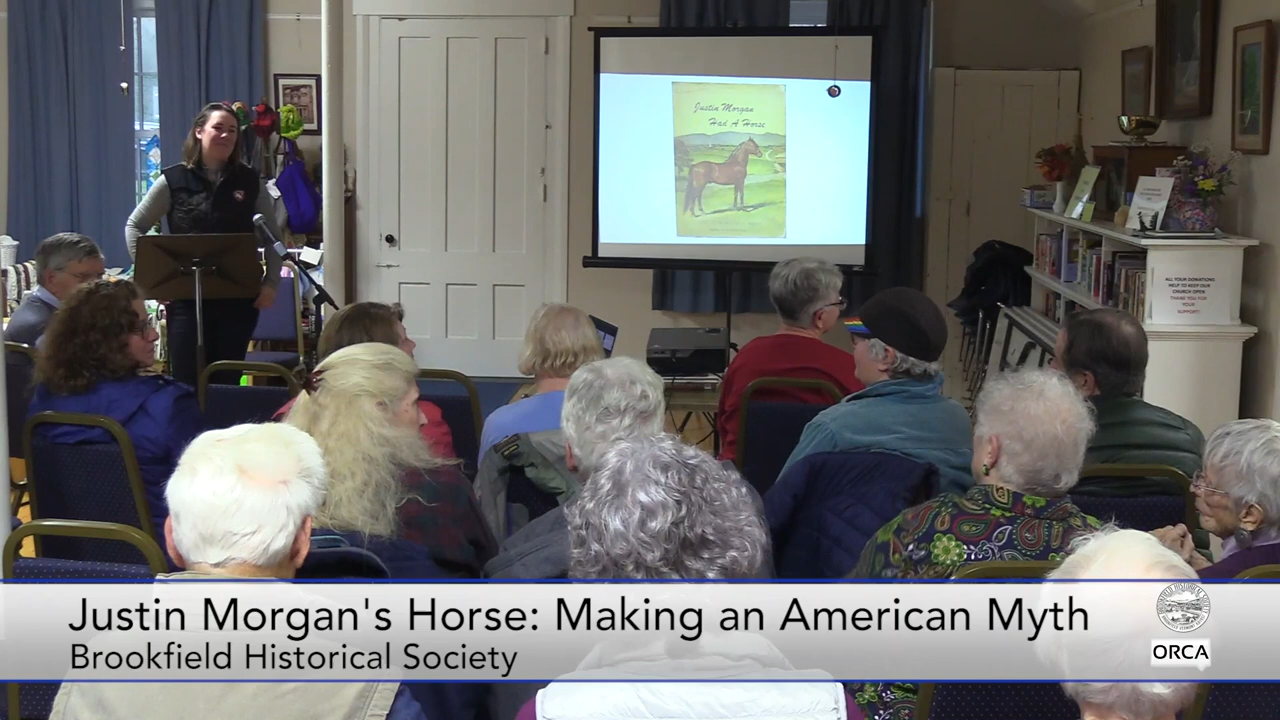 Justin Morgan
Had A Horse
ALL YOUR DONATIONS
HELP TO KEEP OUR
CHURCH OPEN
THANK YOU FOR
YOUR
SUPPORT!
Justin Morgan's Horse: Making an American Myth
Brookfield Historical Society
ORCA